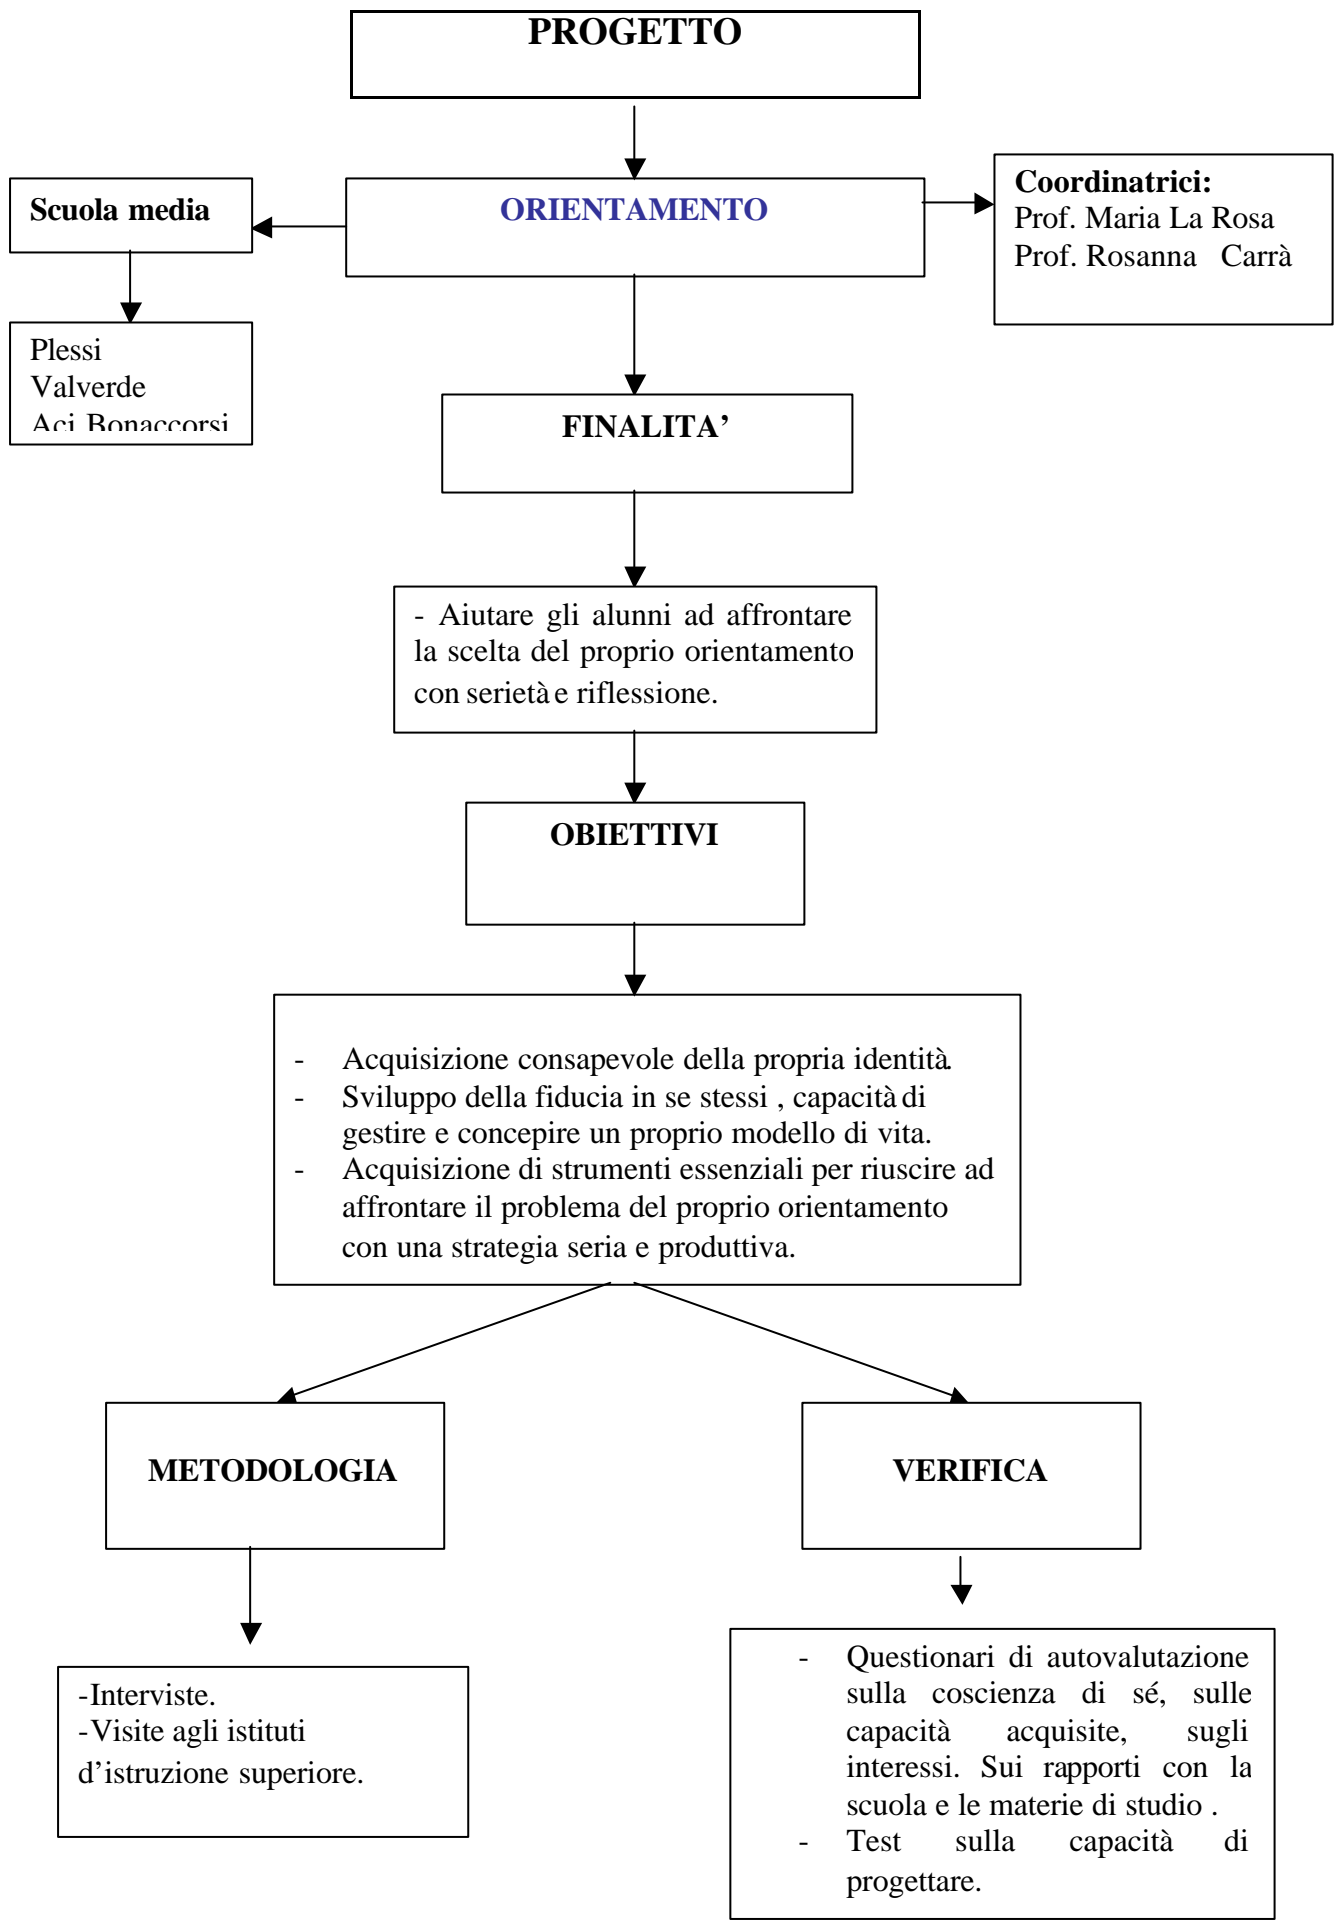 PROGETTO
ORIENTAMENTO
Scuola media
Coordinatrici:
Prof. Maria La Rosa
Prof. Rosanna Carrà
Plessi
Valverde
Aci Bonaccorsi
FINALITA’
- Aiutare gli alunni ad affrontare
la scelta del proprio orientamento
con serietà e riflessione.
OBIETTIVI
- Acquisizione consapevole della propria identità.
- Sviluppo della fiducia in se stessi , capacità di
gestire e concepire un proprio modello di vita.
- Acquisizione di strumenti essenziali per riuscire ad
affrontare il problema del proprio orientamento
con una strategia seria e produttiva.
METODOLOGIA
VERIFICA
-Interviste.
-Visite agli istituti
d’istruzione superiore.
- Questionari di autovalutazione
sulla coscienza di sé, sulle
capacità acquisite, sugli
interessi. Sui rapporti con la
scuola e le materie di studio .
- Test sulla capacità di
progettare.